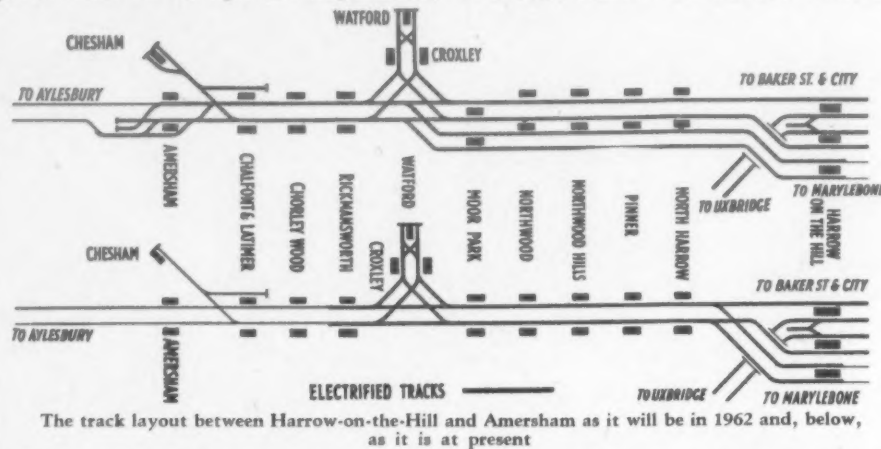 WATFORD
CHESHAM
CROXLEY
TO AYLESBURY
TO BAKER ST. & CITY
AMERSHAM
CHALFONT & LATIMER
CHORLEY WOOD
RICKMANSWORTH
WATFORD
MOOR PARK
NORTHWOOD
NORTHWOOD HILLS
PINNER
NORTH HARROW
TO UXBRIDGE
TO MARYLEBONE
HARROW
ON THE HILL
CHESHAM
CROXLEY
TO BAKER ST & CITY
TO AYLESBURY
AMERSHAM
ELECTRIFIED TRACKS
TO UXBRIDGE
TO MARYLEBONE
The track layout between Harrow-on-the-Hill and Amersham as it will be in 1962 and, below,
as it is at present